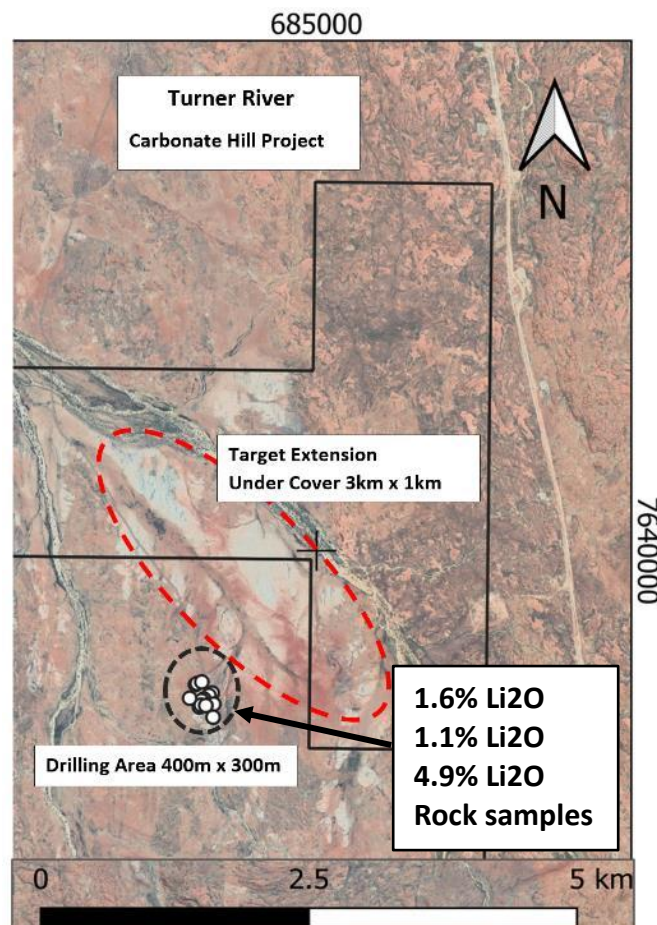 685000
Turner River
Carbonate Hill Project
N
Target Extension
Under Cover 3km x 1km
7640000
1.6% Li2O
1.1% Li2O
4.9% Li2O
Rock samples
Drilling Area 400m x 300m
0 2.5 5 km